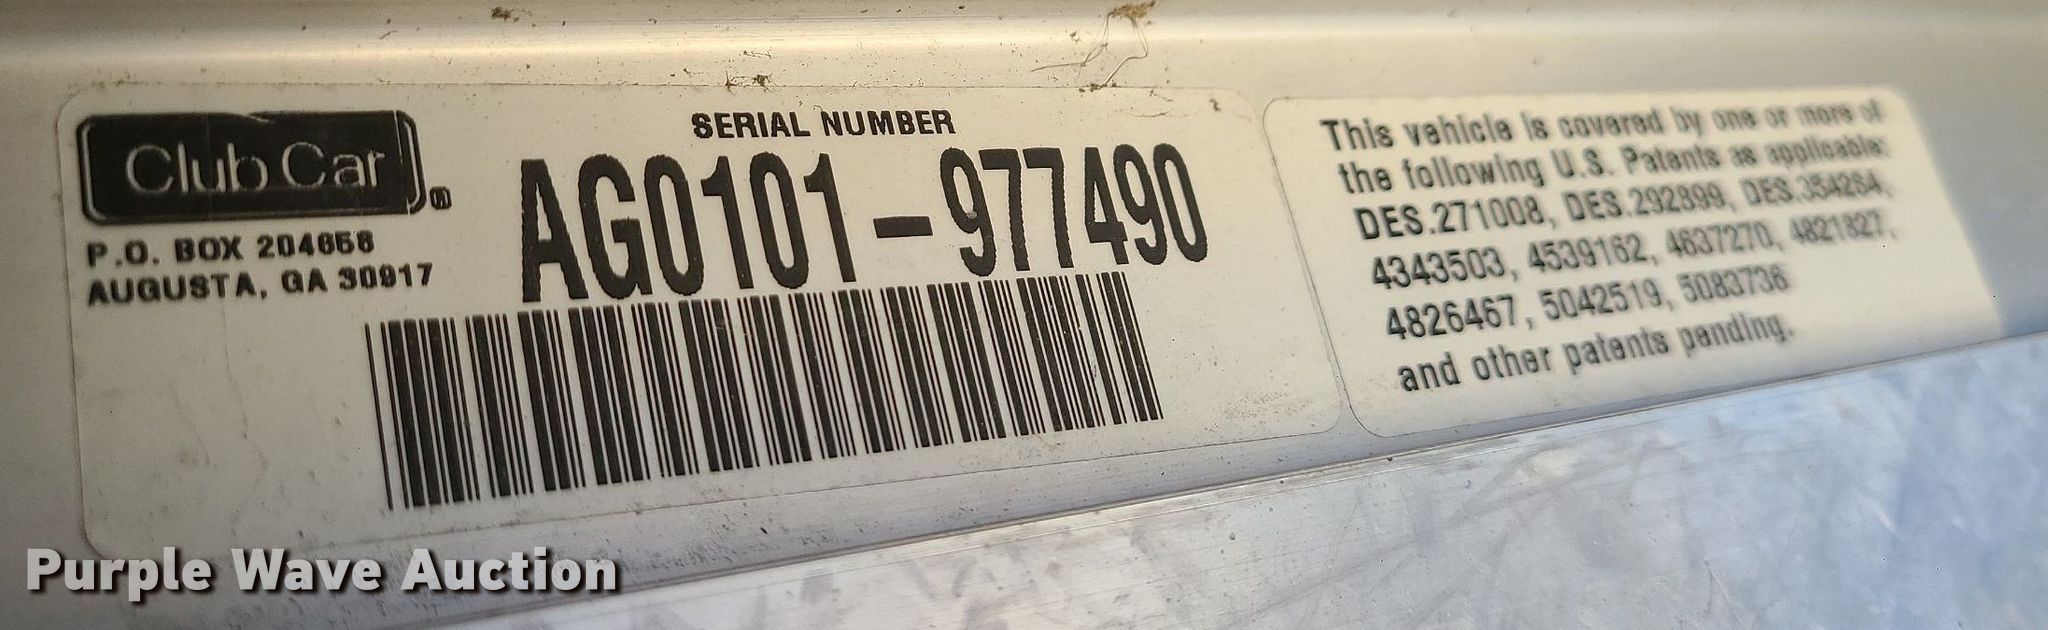 Club Car®
P.O. BOX 204658
AUGUSTA, GA 30917
SERIAL NUMBER
AG0101-977490
This vehicle is covered by one or more of
the following U.S. Patents as applicable:
DES.271008, DES.292899, DES.354264,
4343503, 4539162, 4637270, 4821827,
4826467, 5042519, 5083736
and other patents pending.
Purple Wave Auction